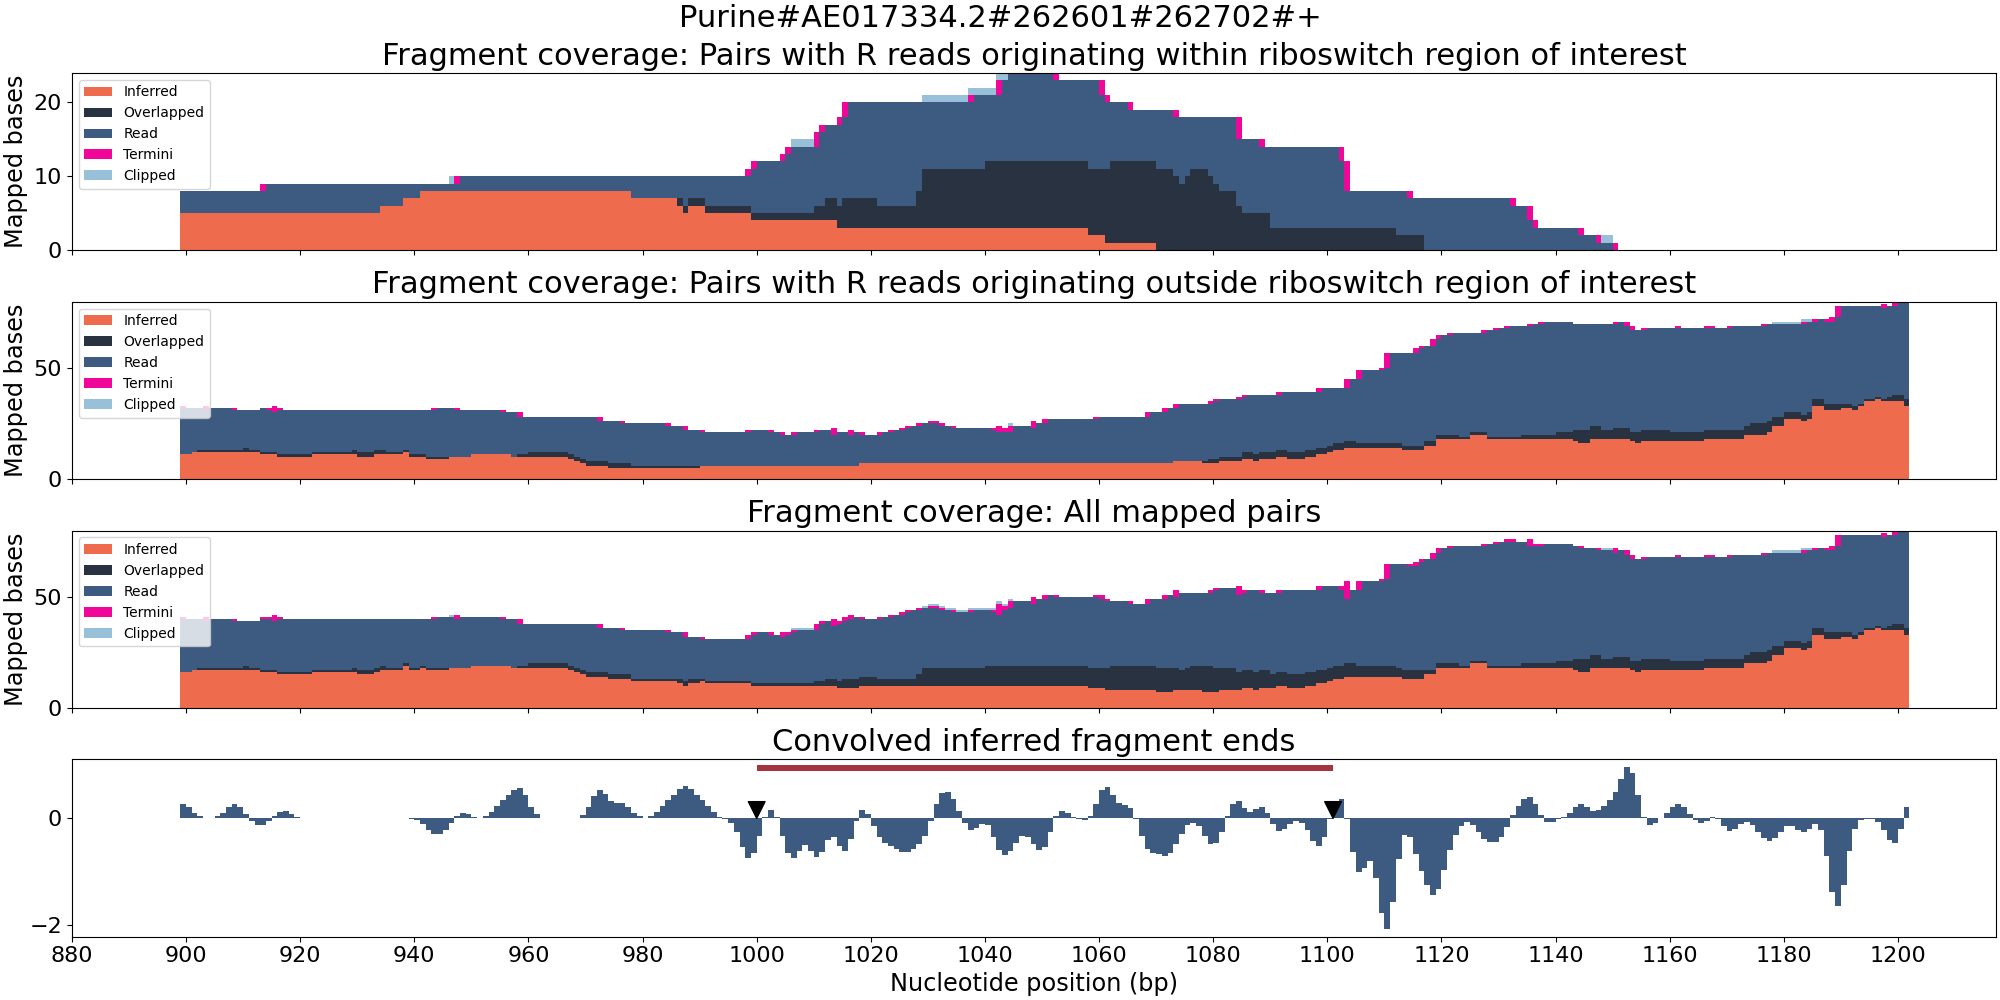 Purine#AE017334.2#262601#262702#+
Fragment coverage: Pairs with R reads originating within riboswitch region of interest
Mapped bases
20
10
0
Inferred
Overlapped
Read
Termini
Clipped
Fragment coverage: Pairs with R reads originating outside riboswitch region of interest
Mapped bases
50
0
Inferred
Overlapped
Read
Termini
Clipped
Fragment coverage: All mapped pairs
Mapped bases
50
0
Inferred
Overlapped
Read
Termini
Clipped
Convolved inferred fragment ends
0
−2
880 900 920 940 960 980 1000 1020 1040 1060 1080 1100 1120 1140 1160 1180 1200
Nucleotide position (bp)